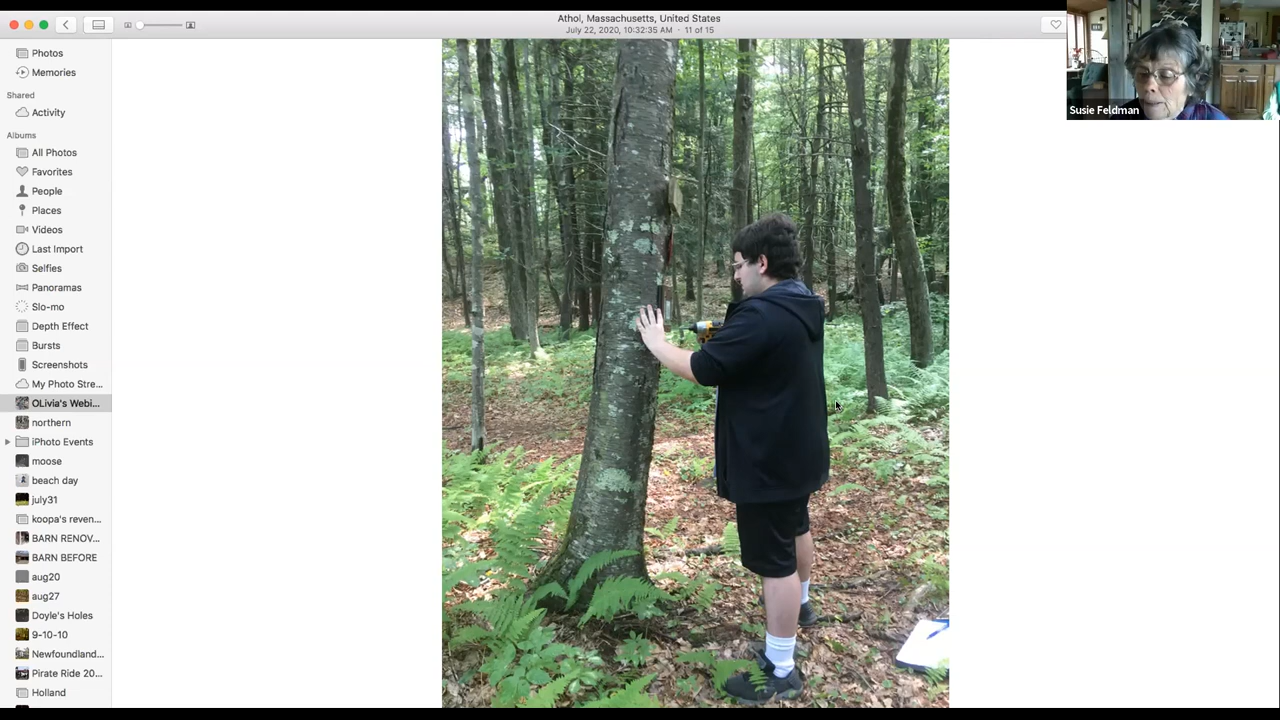 Athol, Massachusetts, United States
July 22, 2020, 10:32:35 AM · 11 of 15
Photos
Memories
Shared
Activity
Albums
All Photos
Favorites
People
Places
Videos
Last Import
Selfies
Panoramas
Slo-mo
Depth Effect
Bursts
Screenshots
My Photo Stre...
OLivia's Webi...
northern
iPhoto Events
moose
beach day
july31
koopa's reven...
BARN RENOV...
BARN BEFORE
aug20
aug27
Doyle's Holes
9-10-10
Newfoundland...
Pirate Ride 20...
Holland
Susie Feldman